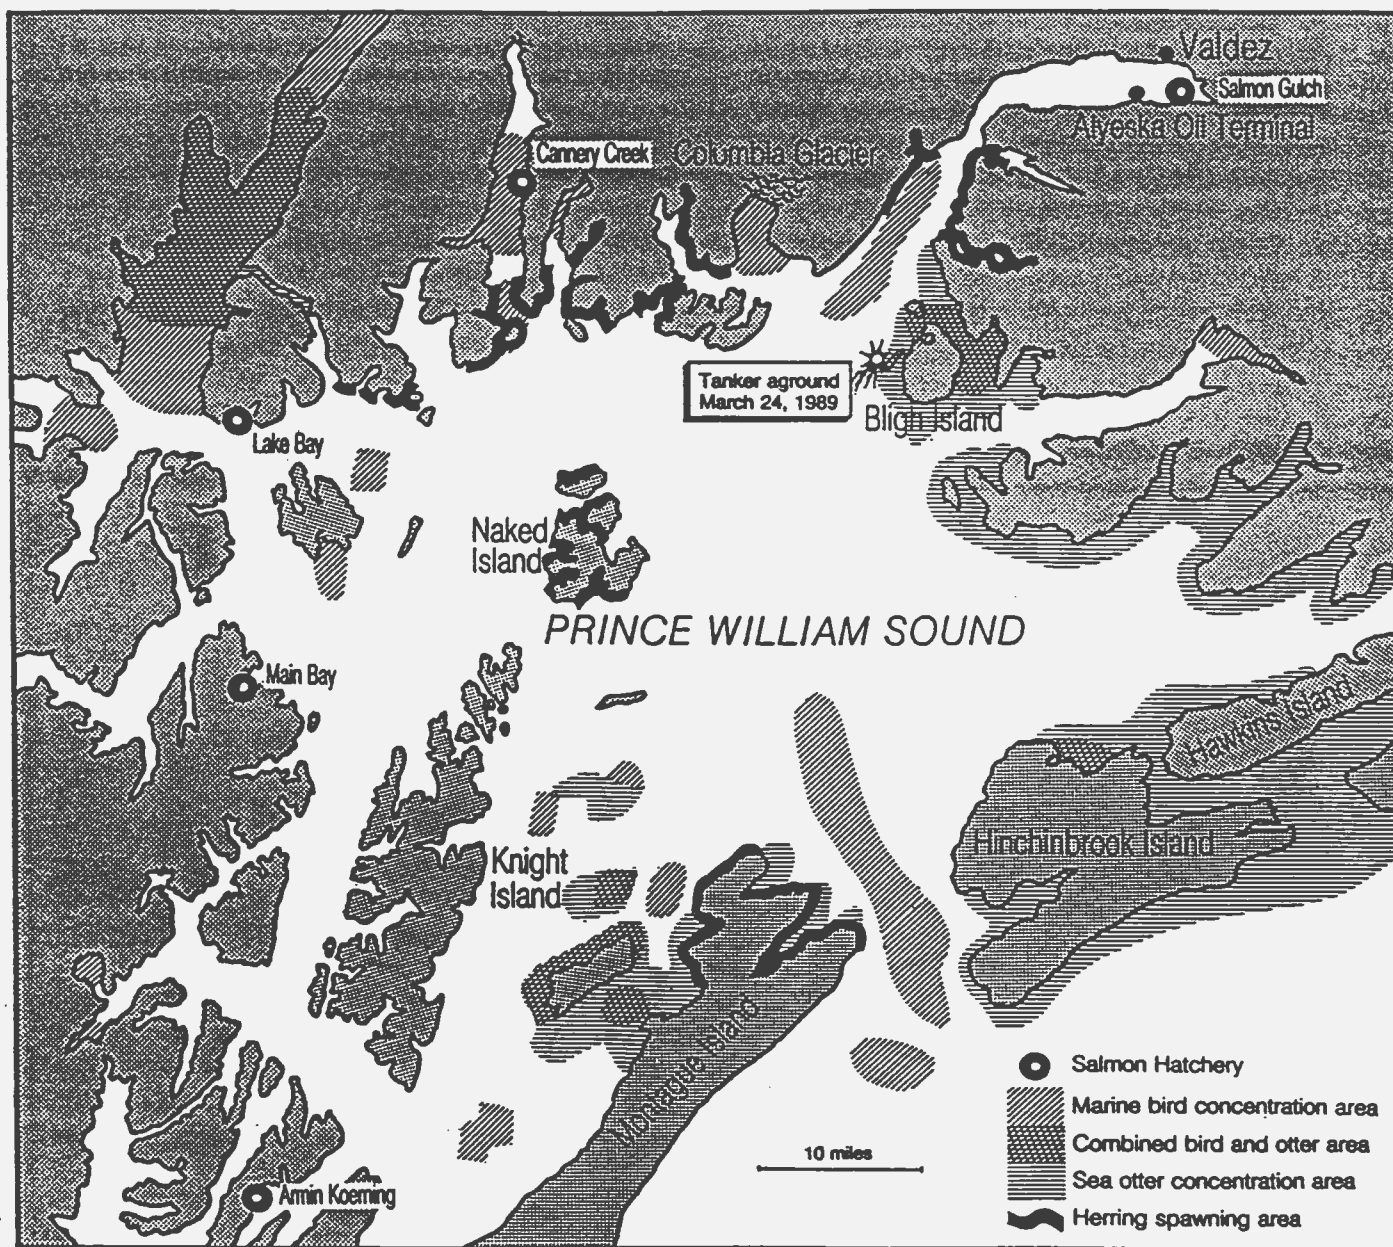 Valdez
Salmon Gulch
Alyeska Oil Terminal
Cannery Creek
Columbia Glacier
Tanker aground
March 24, 1989
Bligh Island
Lake Bay
Naked
Island
PRINCE WILLIAM SOUND
Main Bay
Hawkins Island
Hinchinbrook Island
Knight
Island
Montague Island
Armin Koerning
10 miles
Salmon Hatchery
Marine bird concentration area
Combined bird and otter area
Sea otter concentration area
Herring spawning area